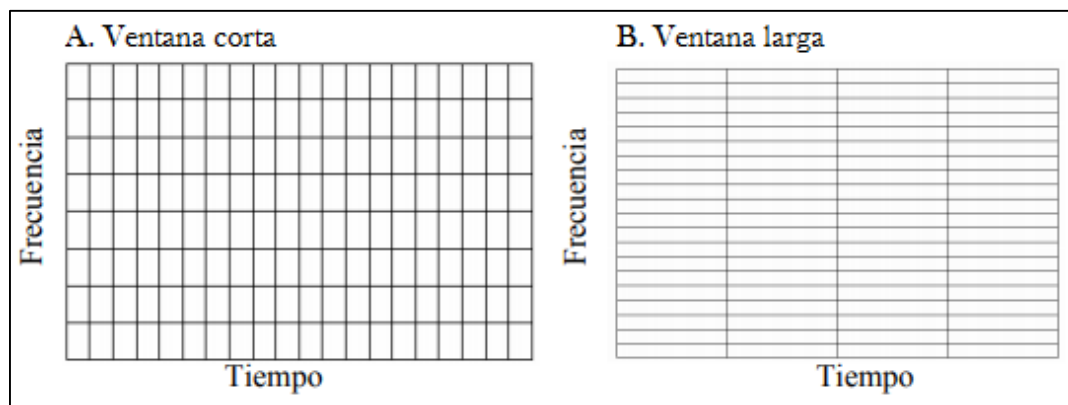 A. Ventana corta
Frecuencia
Tiempo
B. Ventana larga
Frecuencia
Tiempo